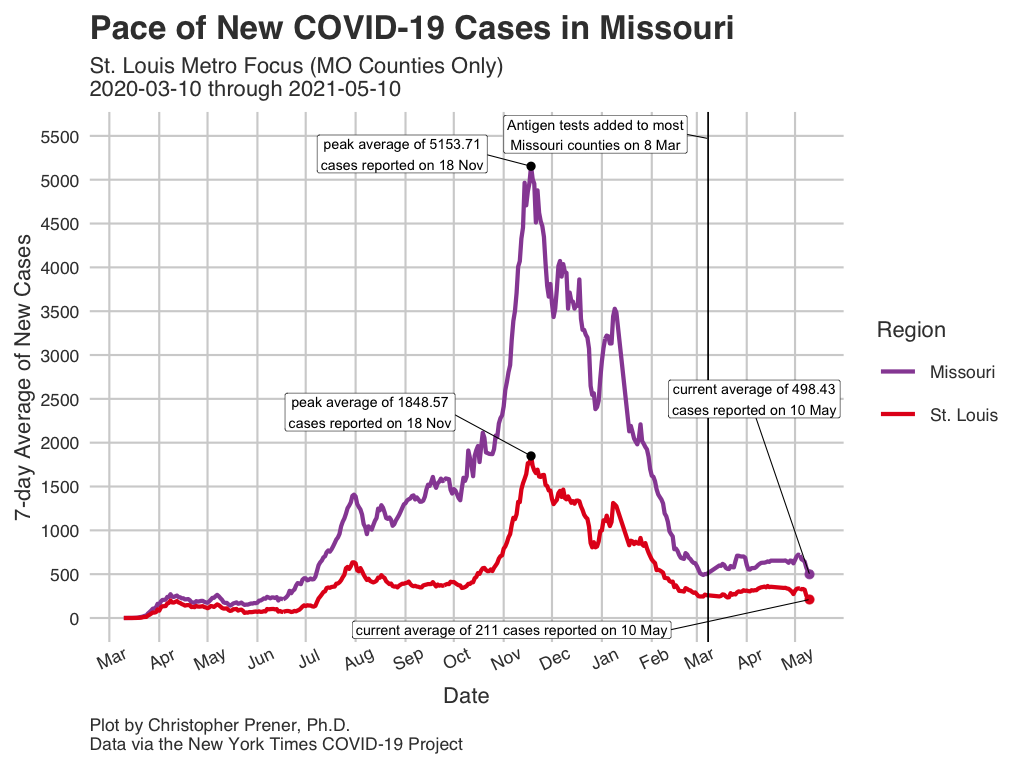 Pace of New COVID-19 Cases in Missouri
St. Louis Metro Focus (MO Counties Only)
2020-03-10 through 2021-05-10
Antigen tests added to most
Missouri counties on 8 Mar
peak average of 5153.71
cases reported on 18 Nov
peak average of 1848.57
cases reported on 18 Nov
current average of 498.43
cases reported on 10 May
current average of 211 cases reported on 10 May
7-day Average of New Cases
5500
5000
4500
4000
3500
3000
2500
2000
1500
1000
500
0
Mar Apr May Jun Jul Aug Sep Oct Nov Dec Jan Feb Mar Apr May
Date
Region
Missouri
St. Louis
Plot by Christopher Prener, Ph.D.
Data via the New York Times COVID-19 Project